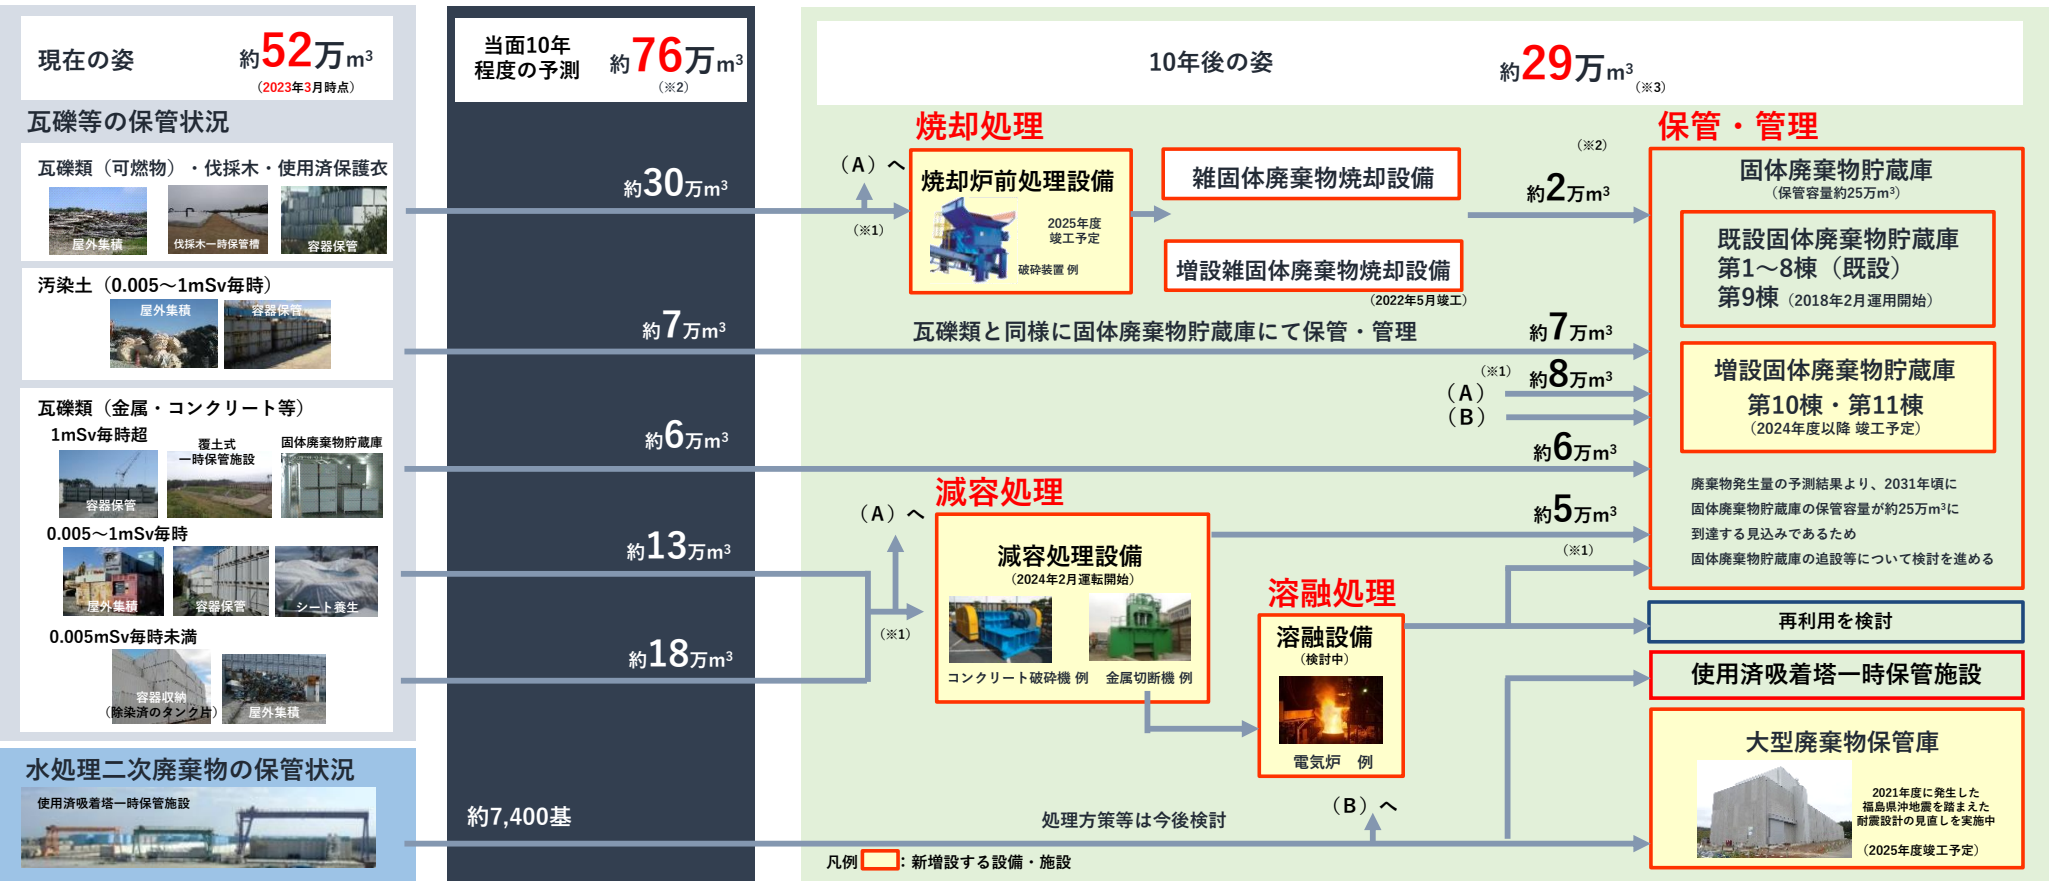 現在の姿
約52万m³
（2023年3月時点）
瓦礫等の保管状況
瓦礫類（可燃物）・伐採木・使用済保護衣
屋外集積
伐採木一時保管槽
容器保管
汚染土（0.005～1mSv毎時）
屋外集積
容器保管
瓦礫類（金属・コンクリート等）
1mSv毎時超
容器保管
覆土式
一時保管施設
固体廃棄物貯蔵庫
0.005～1mSv毎時
屋外集積
容器保管
シート養生
0.005mSv毎時未満
容器収納
（除染済のタンク片）
屋外集積
水処理二次廃棄物の保管状況
使用済吸着塔一時保管施設
当面10年
程度の予測
約76万m³
（※2）
約30万m³
約7万m³
約6万m³
約13万m³
約18万m³
約7,400基
10年後の姿
約29万m³
（※3）
焼却処理
（A）へ
（※1）
焼却炉前処理設備
2025年度
竣工予定
破砕装置 例
雑固体廃棄物焼却設備
増設雑固体廃棄物焼却設備
（2022年5月竣工）
（※2）
約2万m³
瓦礫類と同様に固体廃棄物貯蔵庫にて保管・管理
約7万m³
（※1）
約8万m³
（A）
（B）
約6万m³
減容処理
（A）へ
（※1）
減容処理設備
（2024年2月運転開始）
コンクリート破砕機 例
金属切断機 例
約5万m³
（※1）
溶融処理
溶融設備
（検討中）
電気炉　例
処理方策等は今後検討
（B）へ
凡例
：新増設する設備・施設
保管・管理
固体廃棄物貯蔵庫
（保管容量約25万m³）
既設固体廃棄物貯蔵庫
第1～8棟（既設）
第9棟（2018年2月運用開始）
増設固体廃棄物貯蔵庫
第10棟・第11棟
（2024年度以降 竣工予定）
廃棄物発生量の予測結果より、2031年頃に
固体廃棄物貯蔵庫の保管容量が約25万m³に
到達する見込みであるため
固体廃棄物貯蔵庫の追設等について検討を進める
再利用を検討
使用済吸着塔一時保管施設
大型廃棄物保管庫
2021年度に発生した
福島県沖地震を踏まえた
耐震設計の見直しを実施中
（2025年度竣工予定）